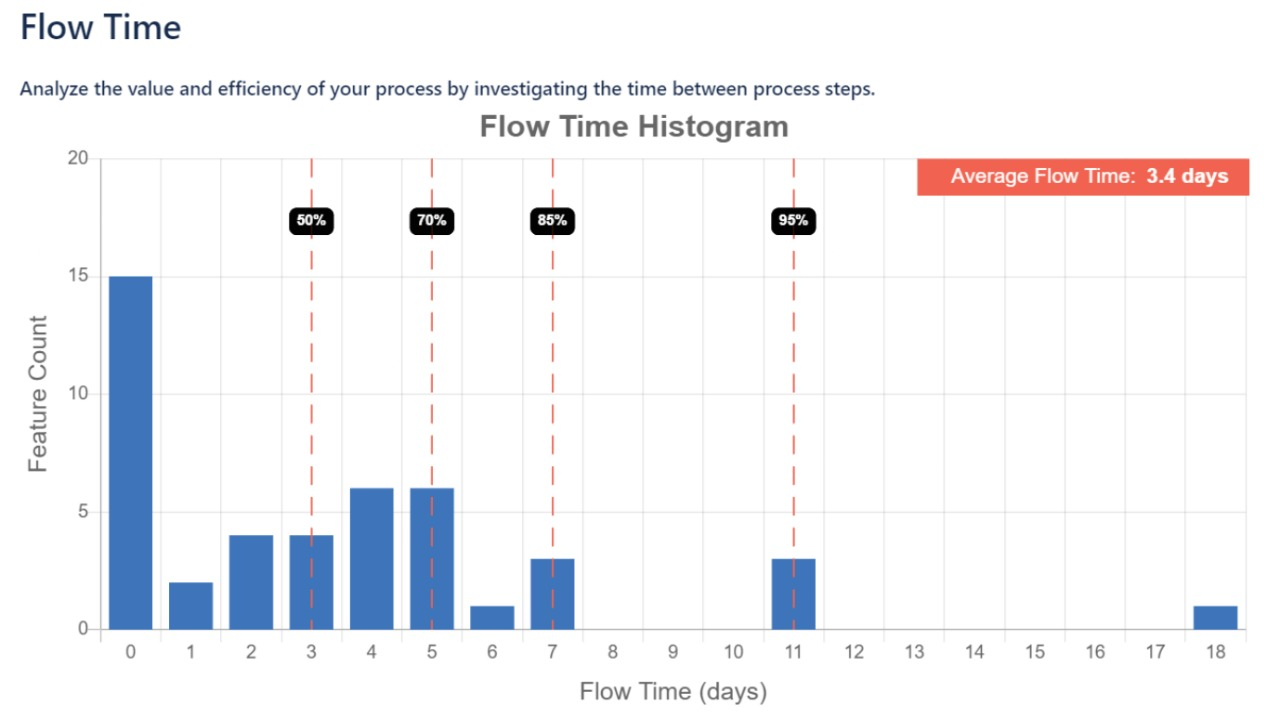 Flow Time
Analyze the value and efficiency of your process by investigating the time between process steps.
Flow Time Histogram
Average Flow Time: 3.4 days
50% 70% 85% 95%
Feature Count
20
15
10
5
0
0 1 2 3 4 5 6 7 8 9 10 11 12 13 14 15 16 17 18
Flow Time (days)